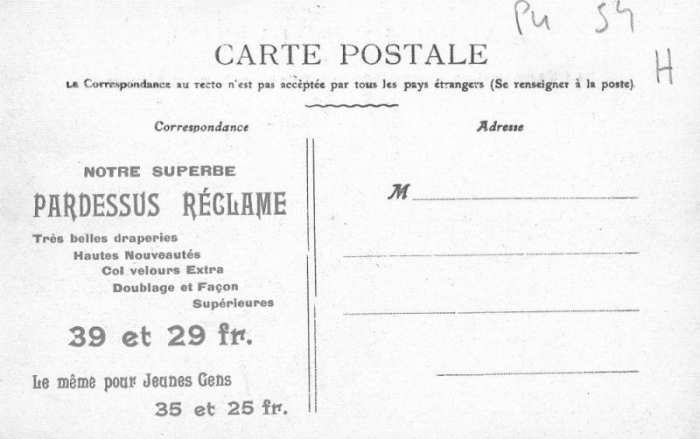 Pu 54
H
CARTE POSTALE
La Correspondance au recto n'est pas accèptée par tous les pays étrangers (Se renseigner à la poste)
Correspondance
Adresse
NOTRE SUPERBE
PARDESSUS RÉCLAME
Très belles draperies
Hautes Nouveautés
Col velours Extra
Doublage et Façon
Supérieures
39 et 29 fr.
Le même pour Jeunes Gens
35 et 25 fr.
M